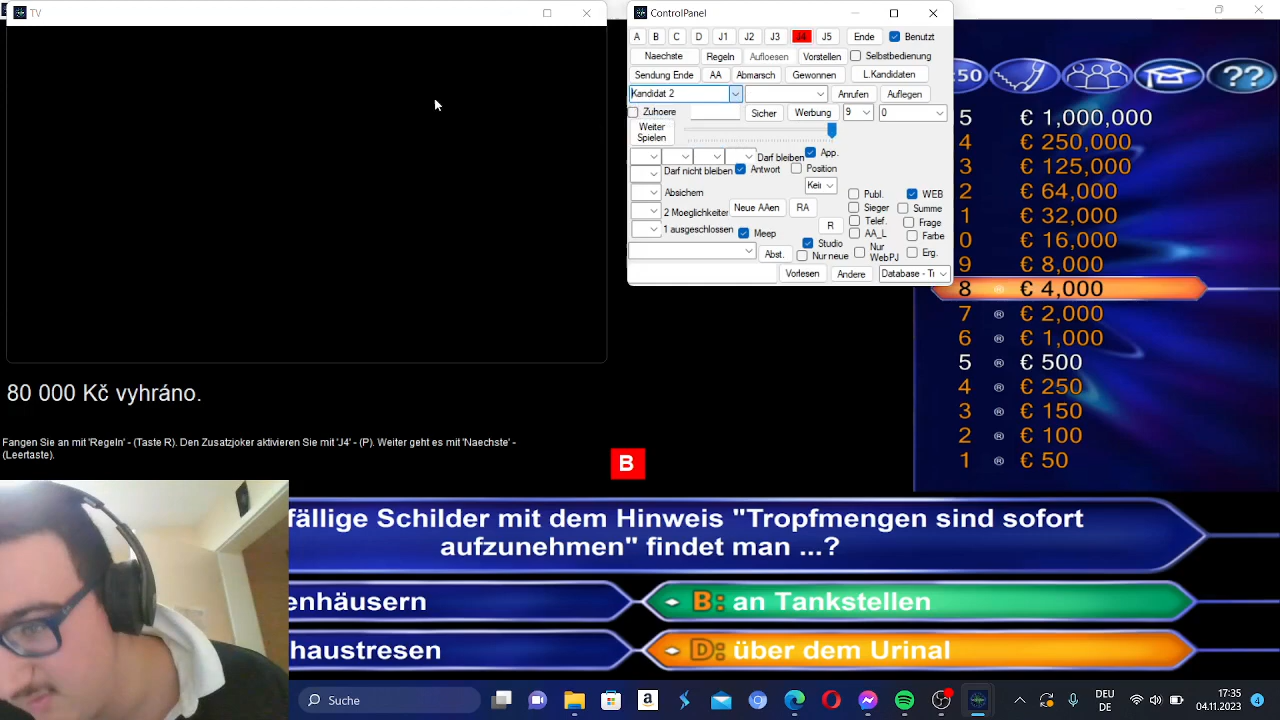 TV
ControlPanel
A B C D J1 J2 J3 J4 J5 Ende Benutzt
Naechste Regeln Aufloesen Vorstellen Selbstbedienung
Sendung Ende AA Abmarsch Gewonnen L.Kandidaten
Kandidat 2 Anrufen Auflegen
Zuhoere Sicher Werbung 9 0
Weiter
Spielen
Darf bleiben App.
Darf nicht bleiben Antwort Position
Absichern
Publ. WEB
2 Moeglichkeiten Neue AAen RA Sieger Summe
1 ausgeschlossen Meep R Telef. Frage
AA_L Farbe
Studio
Abst. Nur neue Nur
WebPJ Erg.
Vorlesen Andere Database - Tr
:50 ??
5 € 1,000,000
4 € 250,000
3 € 125,000
2 € 64,000
1 € 32,000
0 € 16,000
9 € 8,000
8 ® € 4,000
7 ® € 2,000
6 ® € 1,000
5 ® € 500
4 ® € 250
3 ® € 150
2 ® € 100
1 ® € 50
80 000 Kč vyhráno.
Fangen Sie an mit 'Regeln' - (Taste R). Den Zusatzjoker aktivieren Sie mit 'J4' - (P). Weiter geht es mit 'Naechste' -
(Leertaste).
B
fällige Schilder mit dem Hinweis "Tropfmengen sind sofort
aufzunehmen" findet man ...?
enhäusern
B: an Tankstellen
haustresen
D: über dem Urinal
Suche
DEU
DE
17:35
04.11.2023
4